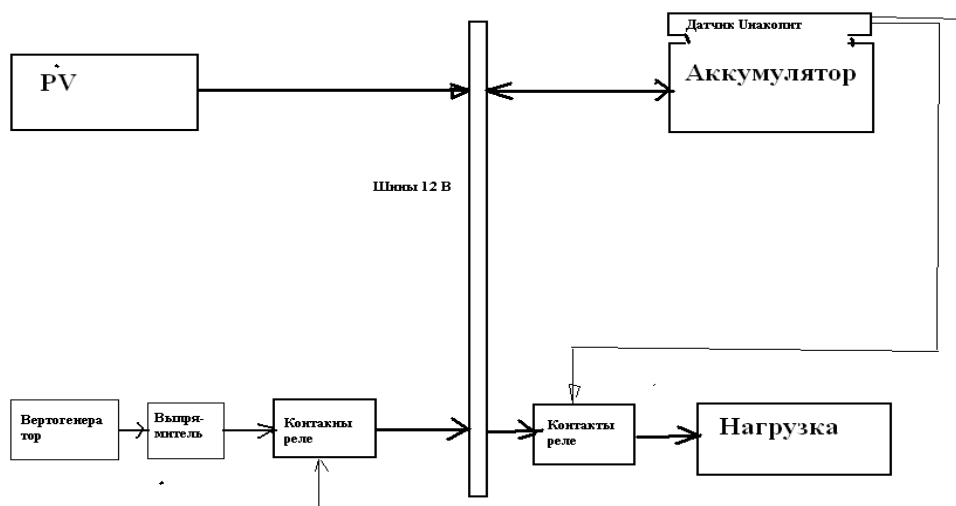 Датчик Uнакопит
PV
Аккумулятор
Шины 12 В
Вертогенера
тор
Выпря-
митель
Контакны
реле
Контакты
реле
Нагрузка